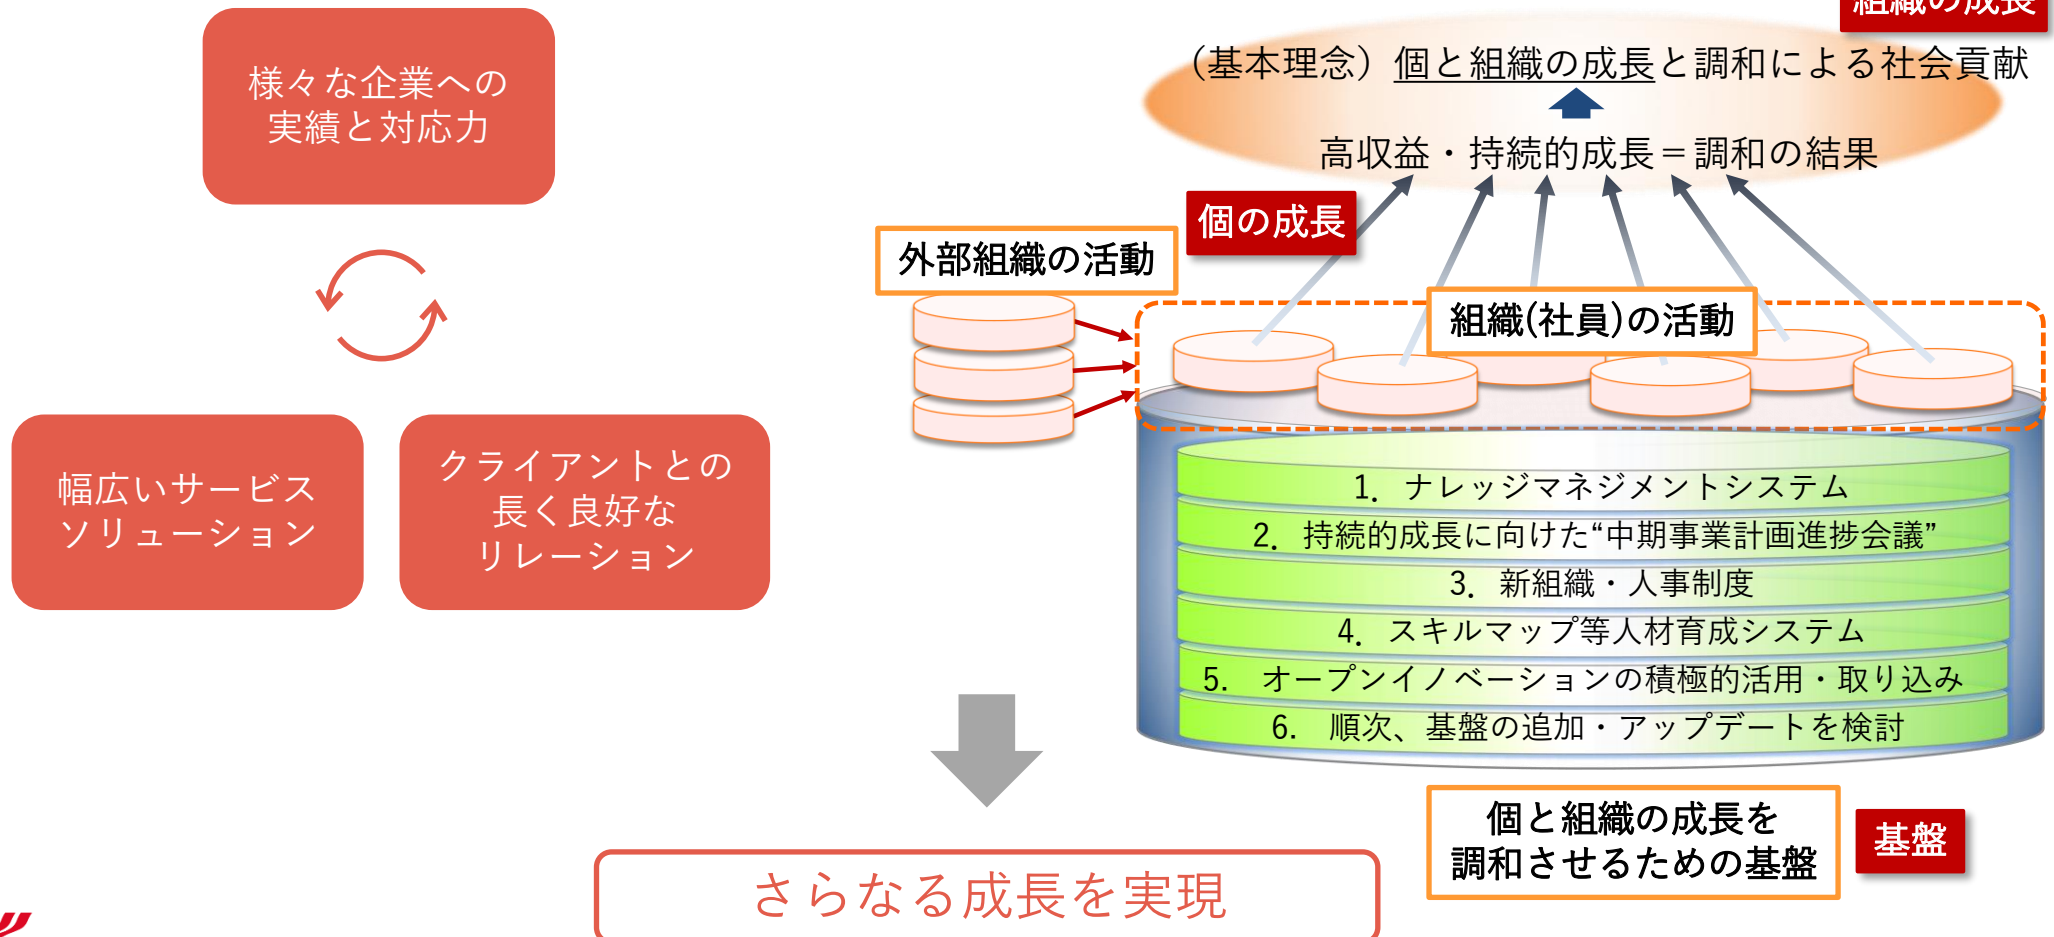 様々な企業への
実績と対応力
幅広いサービス
ソリューション
クライアントとの
長く良好な
リレーション
組織の成長
（基本理念）個と組織の成長と調和による社会貢献
高収益・持続的成長＝調和の結果
個の成長
外部組織の活動
組織(社員)の活動
1. ナレッジマネジメントシステム
2. 持続的成長に向けた“中期事業計画進捗会議”
3. 新組織・人事制度
4. スキルマップ等人材育成システム
5. オープンイノベーションの積極的活用・取り込み
6. 順次、基盤の追加・アップデートを検討
個と組織の成長を
調和させるための基盤
基盤
さらなる成長を実現